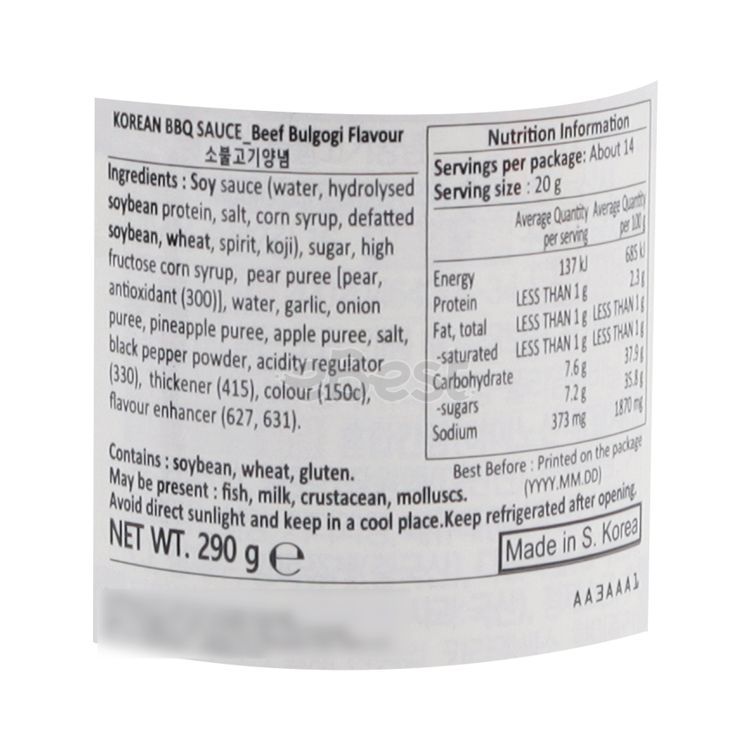 KOREAN BBQ SAUCE_Beef Bulgogi Flavour
소불고기양념
Ingredients : Soy sauce (water, hydrolysed
soybean protein, salt, corn syrup, defatted
soybean, wheat, spirit, koji), sugar, high
fructose corn syrup, pear puree [pear,
antioxidant (300)], water, garlic, onion
puree, pineapple puree, apple puree, salt,
black pepper powder, acidity regulator
(330), thickener (415), colour (150c),
flavour enhancer (627, 631).
Contains : soybean, wheat, gluten.
May be present : fish, milk, crustacean, molluscs.
Avoid direct sunlight and keep in a cool place.Keep refrigerated after opening.
NET WT. 290 g e
Nutrition Information
Servings per package: About 14
Serving size : 20 g
Average Quantity per serving Average Quantity per 100 g
Energy 137 kJ 685 kJ
Protein LESS THAN 1 g 2.3 g
Fat, total LESS THAN 1 g LESS THAN 1 g
-saturated LESS THAN 1 g LESS THAN 1 g
Carbohydrate 7.6 g 37.9 g
-sugars 7.2 g 35.8 g
Sodium 373 mg 1870 mg
Best Before : Printed on the package
(YYYY.MM.DD)
Made in S. Korea
AA3AAA1
Best